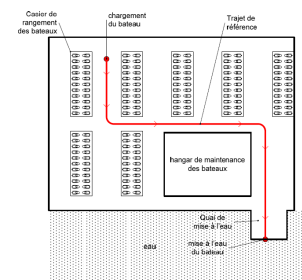 Casier de
rangement
des bateaux
chargement
du bateau
Trajet de
référence
hangar de maintenance
des bateaux
Quai de
mise à l'eau
eau
mise à l'eau
du bateau